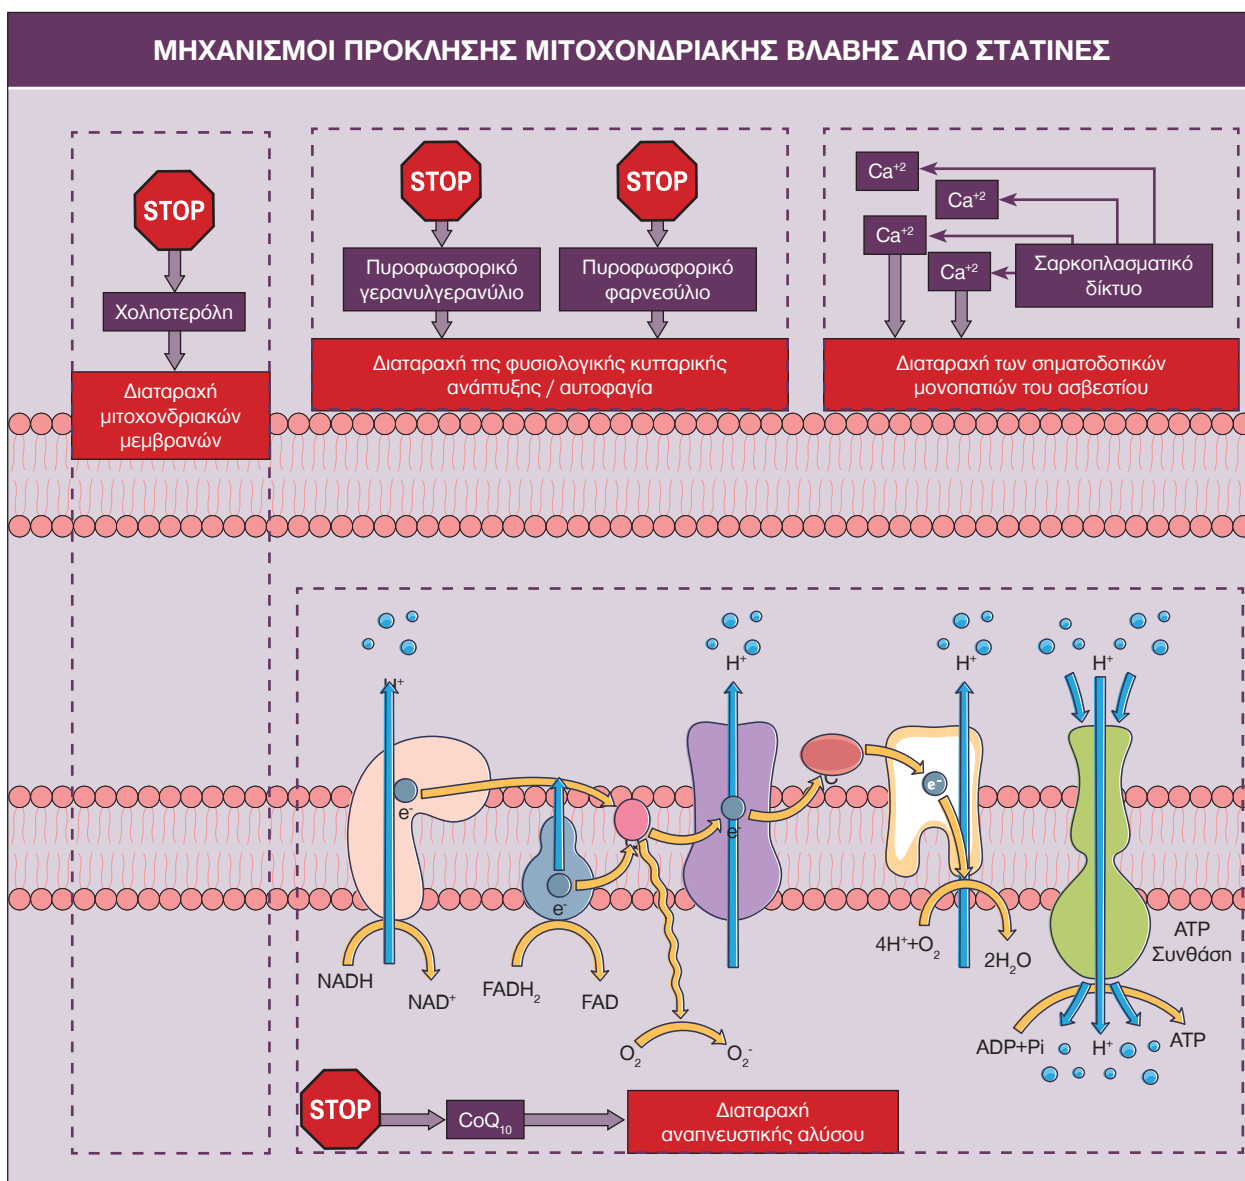 ΜΗΧΑΝΙΣΜΟΙ ΠΡΟΚΛΗΣΗΣ ΜΙΤΟΧΟΝΔΡΙΑΚΗΣ ΒΛΑΒΗΣ ΑΠΟ ΣΤΑΤΙΝΕΣ
STOP
Χοληστερόλη
Διαταραχή
μιτοχονδριακών
μεμβρανών
STOP
STOP
Πυροφωσφορικό
γερανυλγερανύλιο
Πυροφωσφορικό
φαρνεσύλιο
Διαταραχή της φυσιολογικής κυτταρικής
ανάπτυξης / αυτοφαγία
Ca⁺²
Ca⁺²
Ca⁺²
Ca⁺²
Σαρκοπλασματικό
δίκτυο
Διαταραχή των σηματοδοτικών
μονοπατιών του ασβεστίου
H⁺
H⁺
H⁺
H⁺
e⁻
e⁻
e⁻
C
e⁻
NADH
NAD⁺
FADH₂
FAD
O₂
O₂⁻
4H⁺+O₂
2H₂O
ATP
Συνθάση
ADP+Pi
H⁺
ATP
STOP
CoQ₁₀
Διαταραχή
αναπνευστικής αλύσου